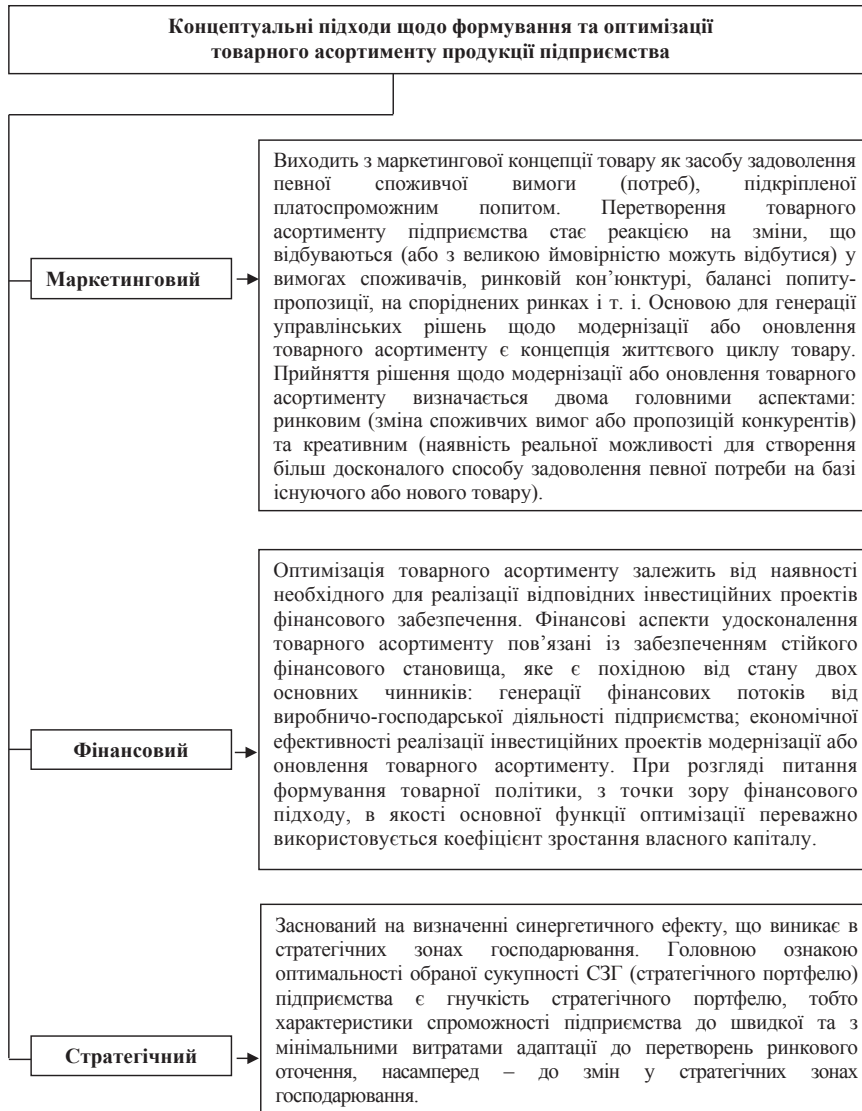 Концептуальні підходи щодо формування та оптимізації
товарного асортименту продукції підприємства
Маркетинговий
Виходить з маркетингової концепції товару як засобу задоволення
певної споживчої вимоги (потреб), підкріпленої
платоспроможним попитом. Перетворення товарного
асортименту підприємства стає реакцією на зміни, що
відбуваються (або з великою ймовірністю можуть відбутися) у
вимогах споживачів, ринковій кон’юнктурі, балансі попиту-
пропозиції, на споріднених ринках і т. і. Основою для генерації
управлінських рішень щодо модернізації або оновлення
товарного асортименту є концепція життєвого циклу товару.
Прийняття рішення щодо модернізації або оновлення товарного
асортименту визначається двома головними аспектами:
ринковим (зміна споживчих вимог або пропозицій конкурентів)
та креативним (наявність реальної можливості для створення
більш досконалого способу задоволення певної потреби на базі
існуючого або нового товару).
Фінансовий
Оптимізація товарного асортименту залежить від наявності
необхідного для реалізації відповідних інвестиційних проектів
фінансового забезпечення. Фінансові аспекти удосконалення
товарного асортименту пов’язані із забезпеченням стійкого
фінансового становища, яке є похідною від стану двох
основних чинників: генерації фінансових потоків від
виробничо-господарської діяльності підприємства; економічної
ефективності реалізації інвестиційних проектів модернізації або
оновлення товарного асортименту. При розгляді питання
формування товарної політики, з точки зору фінансового
підходу, в якості основної функції оптимізації переважно
використовується коефіцієнт зростання власного капіталу.
Стратегічний
Заснований на визначенні синергетичного ефекту, що виникає в
стратегічних зонах господарювання. Головною ознакою
оптимальності обраної сукупності СЗГ (стратегічного портфелю)
підприємства є гнучкість стратегічного портфелю, тобто
характеристики спроможності підприємства до швидкої та з
мінімальними витратами адаптації до перетворень ринкового
оточення, насамперед – до змін у стратегічних зонах
господарювання.